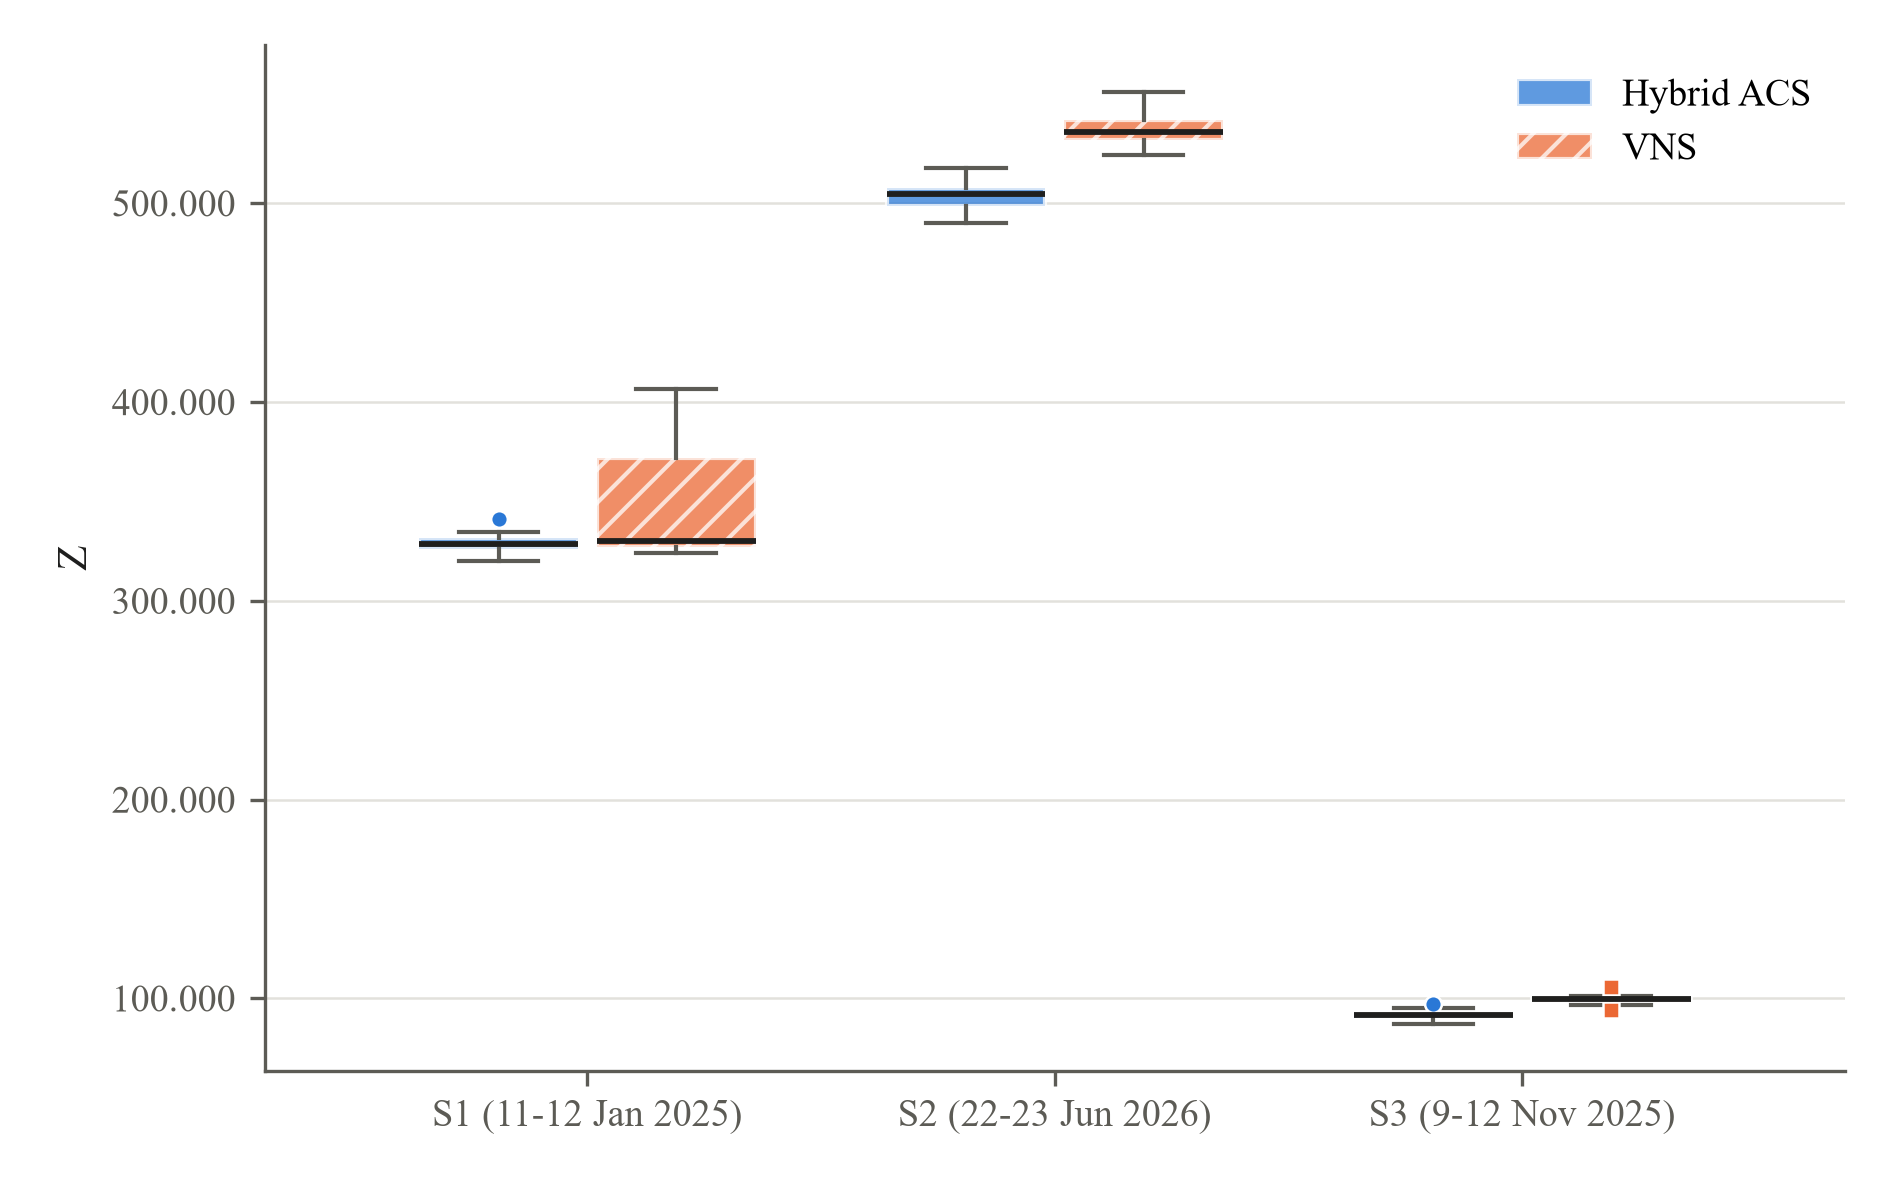 Hybrid ACS
VNS
Z
500.000
400.000
300.000
200.000
100.000
S1 (11-12 Jan 2025)
S2 (22-23 Jun 2026)
S3 (9-12 Nov 2025)